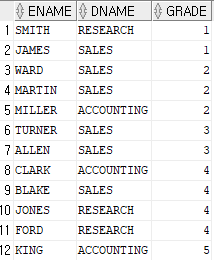 ENAME DNAME GRADE
1 SMITH RESEARCH 1
2 JAMES SALES 1
3 WARD SALES 2
4 MARTIN SALES 2
5 MILLER ACCOUNTING 2
6 TURNER SALES 3
7 ALLEN SALES 3
8 CLARK ACCOUNTING 4
9 BLAKE SALES 4
10 JONES RESEARCH 4
11 FORD RESEARCH 4
12 KING ACCOUNTING 5